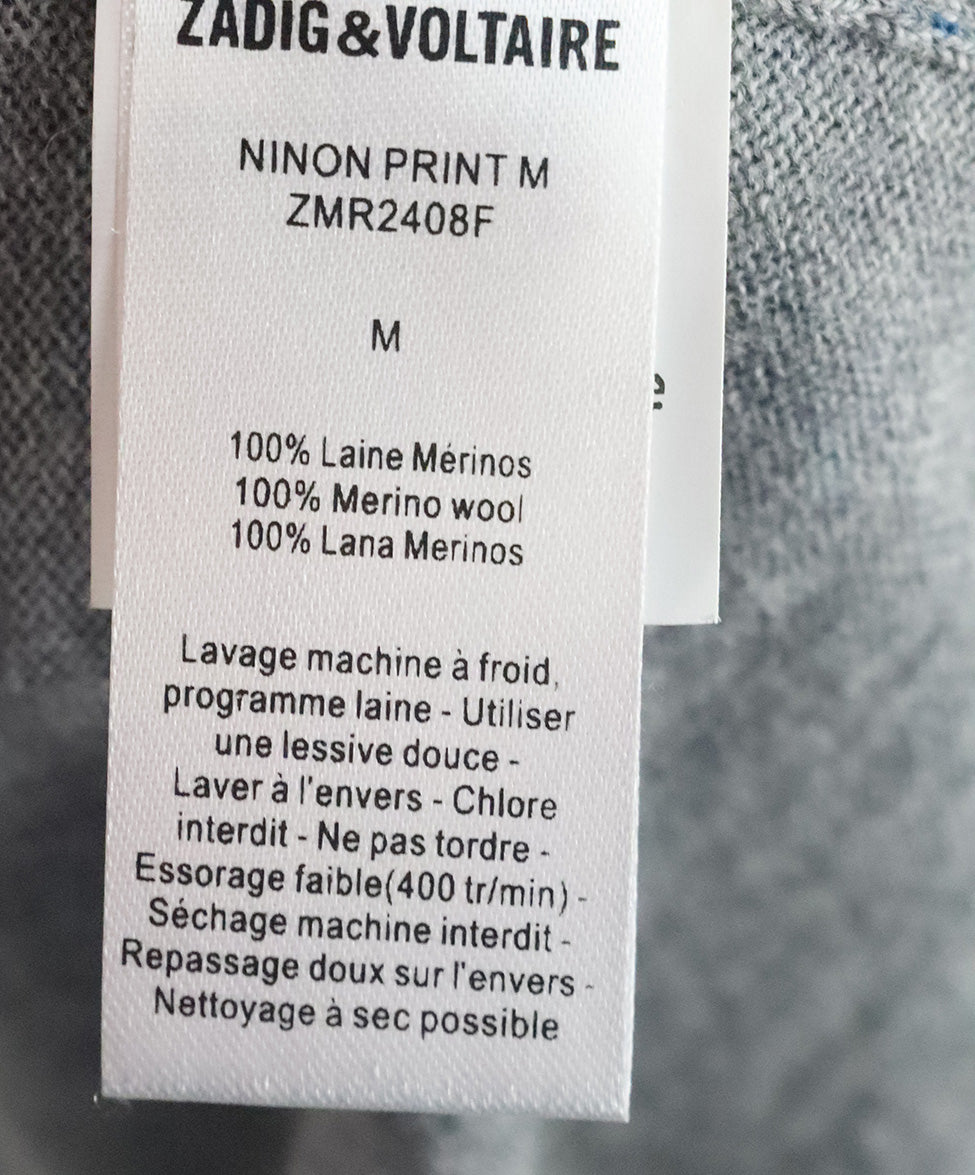 ZADIG&VOLTAIRE
NINON PRINT M
ZMR2408F
M
100% Laine Mérinos
100% Merino wool
100% Lana Merinos
Lavage machine à froid,
programme laine - Utiliser
une lessive douce -
Laver à l'envers - Chlore
interdit - Ne pas tordre -
Essorage faible(400 tr/min) -
Séchage machine interdit -
Repassage doux sur l'envers -
Nettoyage à sec possible